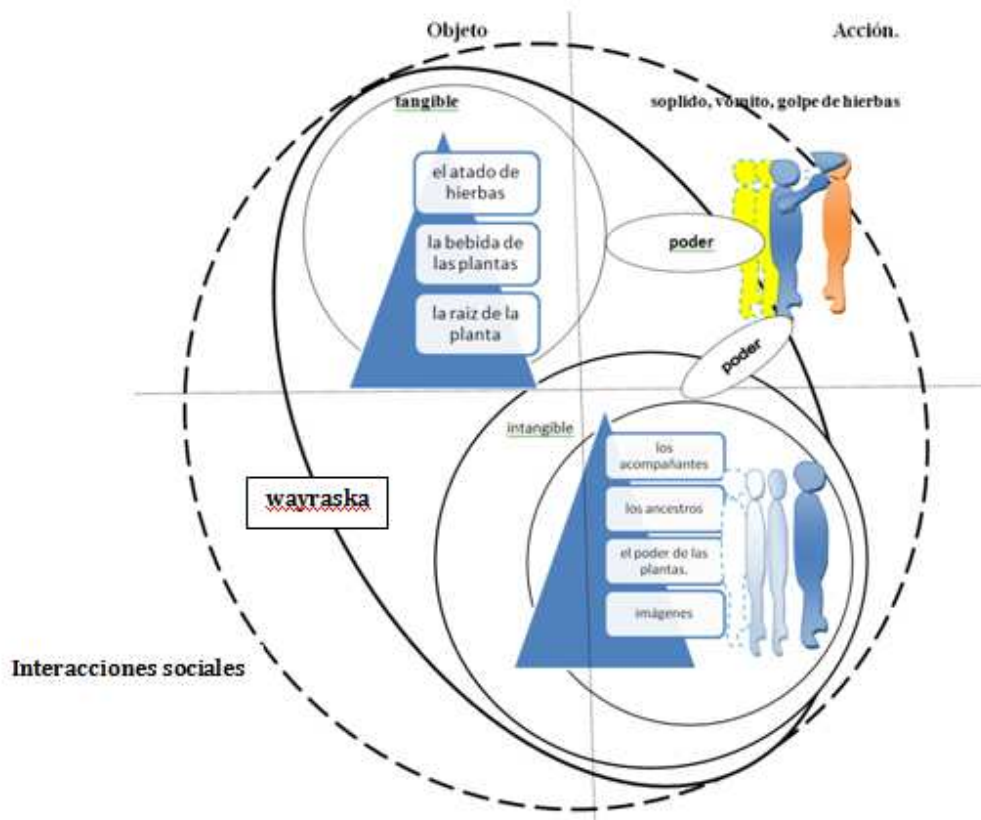 Objeto
Acción.
tangible
soplido, vómito, golpe de hierbas
el atado de
hierbas
la bebida de
las plantas
la raiz de la
planta
poder
poder
intangible
los
acompañantes
los ancestros
el poder de las
plantas.
imágenes
wayraska
Interacciones sociales